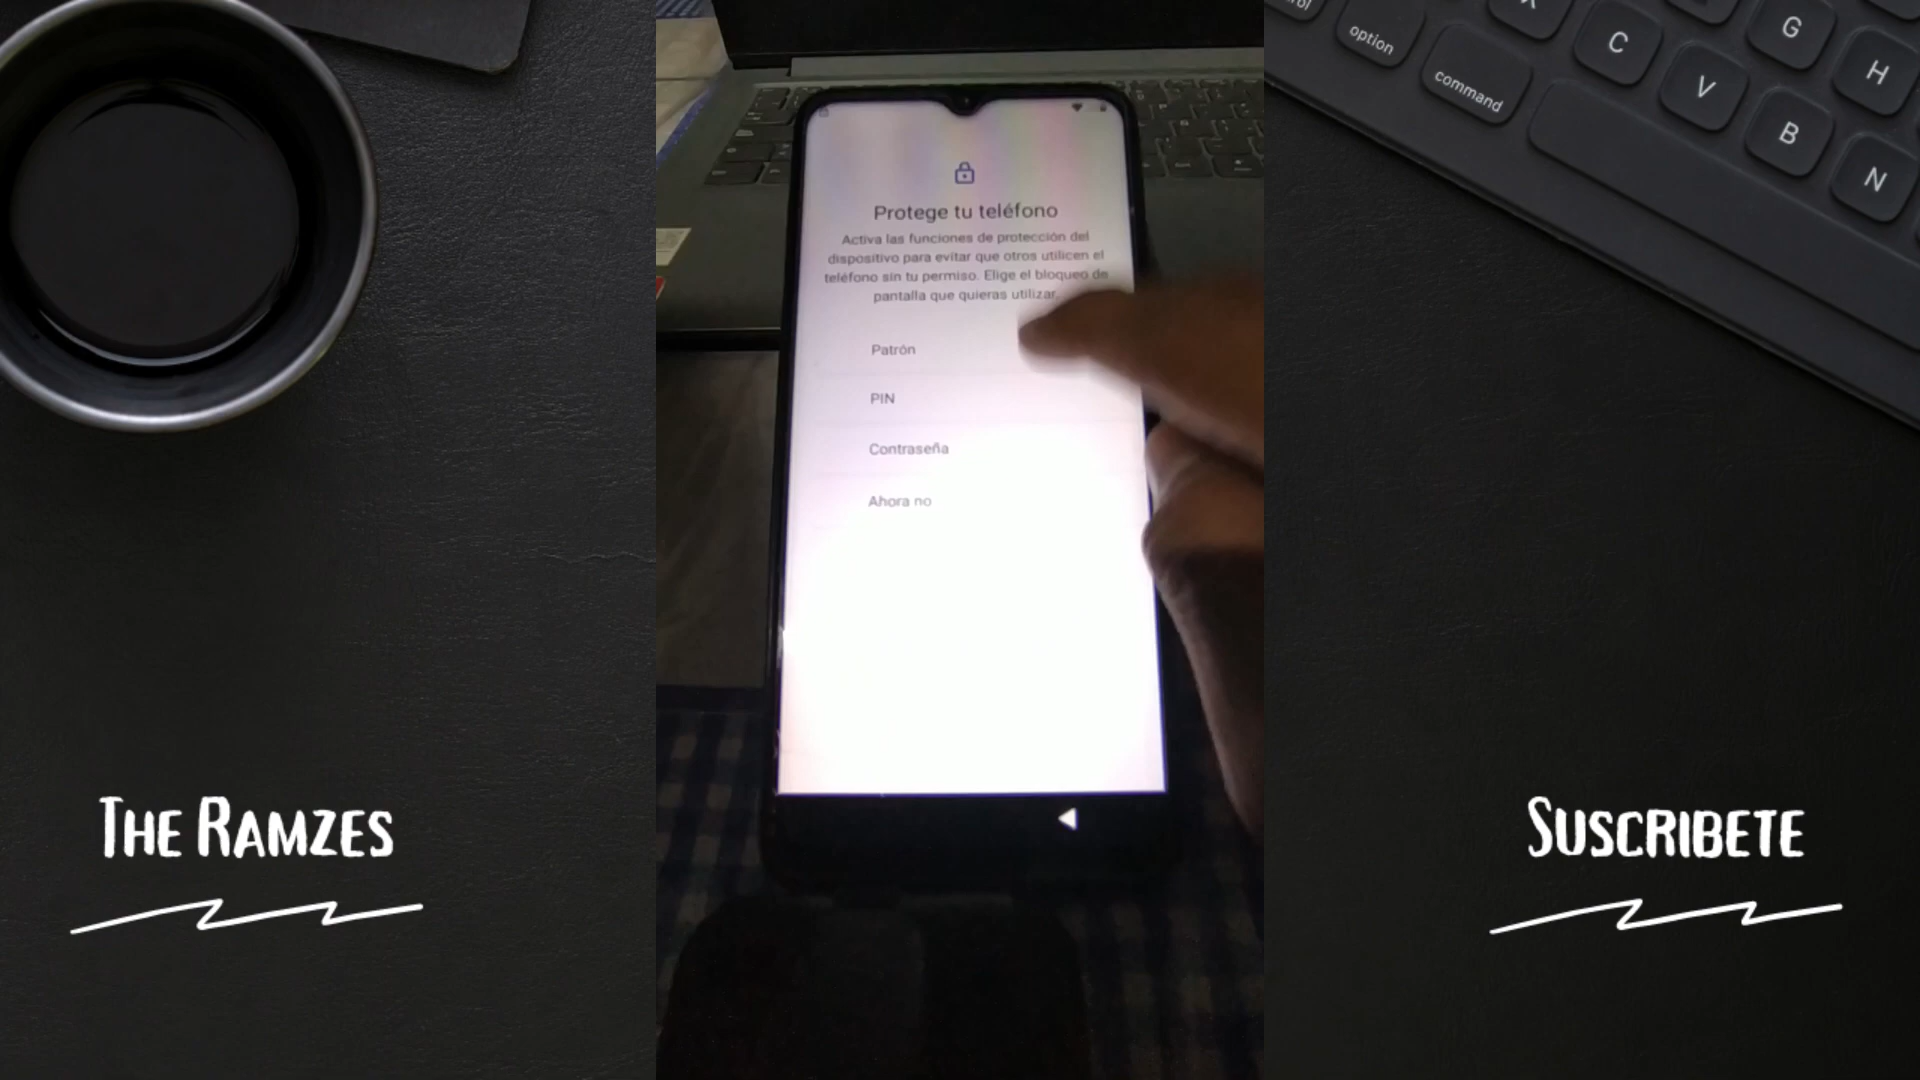 Protege tu teléfono
Activa las funciones de protección del
dispositivo para evitar que otros utilicen el
teléfono sin tu permiso. Elige el bloqueo de
pantalla que quieras utilizar.
Patrón
PIN
Contraseña
Ahora no
THE RAMZES
SUSCRIBETE
option
command
C
V
B
N
G
H